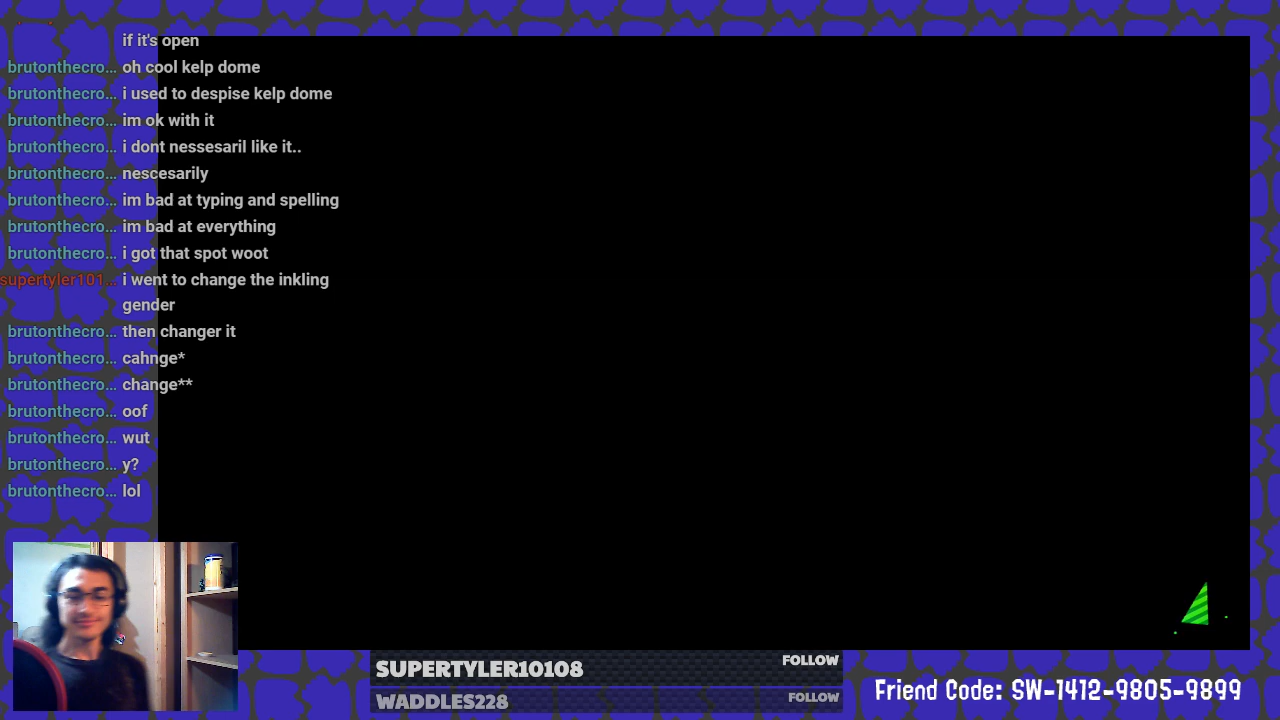 if it's open
brutonthecro... oh cool kelp dome
brutonthecro... i used to despise kelp dome
brutonthecro... im ok with it
brutonthecro... i dont nessesaril like it..
brutonthecro... nescesarily
brutonthecro... im bad at typing and spelling
brutonthecro... im bad at everything
brutonthecro... i got that spot woot
supertyler101... i went to change the inkling
gender
brutonthecro... then changer it
brutonthecro... cahnge*
brutonthecro... change**
brutonthecro... oof
brutonthecro... wut
brutonthecro... y?
brutonthecro... lol
SUPERTYLER10108 FOLLOW
WADDLES228 FOLLOW
Friend Code: SW-1412-9805-9899